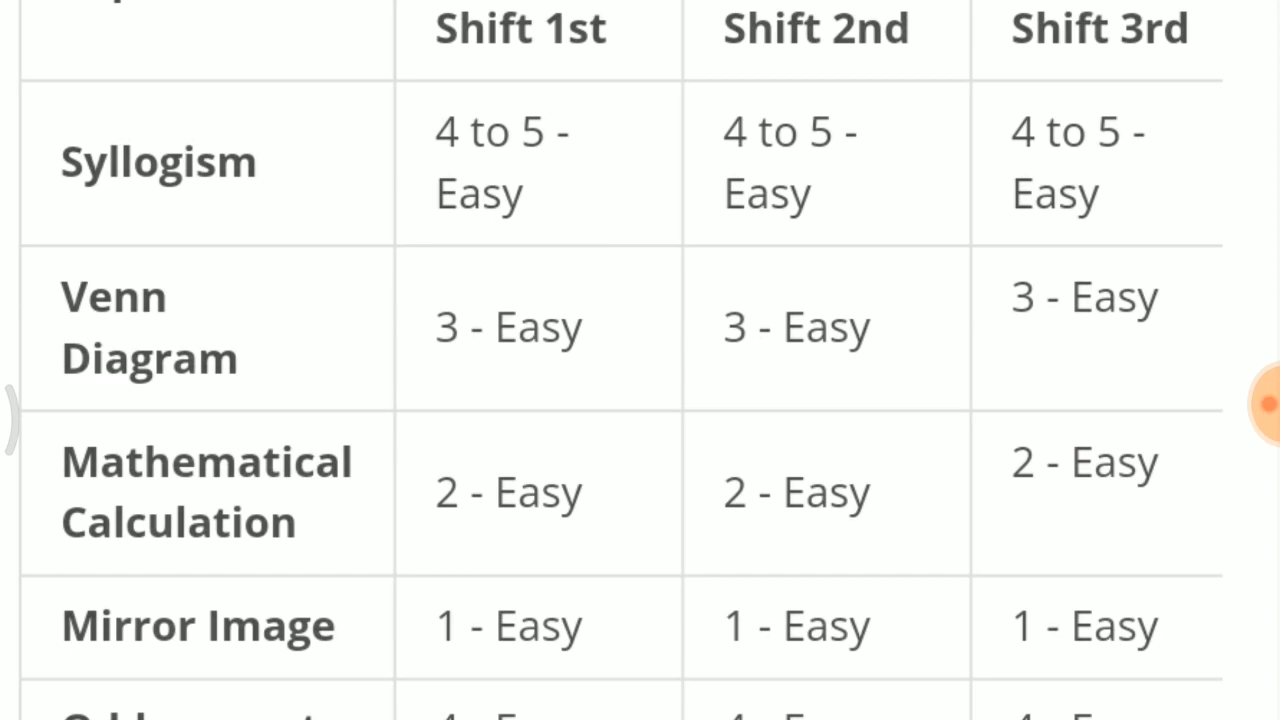 Shift 1st Shift 2nd Shift 3rd
4 to 5 - 4 to 5 - 4 to 5 -
Syllogism
Easy Easy Easy
Venn 3 - Easy
3 - Easy 3 - Easy
Diagram
Mathematical 2 - Easy
2 - Easy 2 - Easy
Calculation
Mirror Image 1 - Easy 1 - Easy 1 - Easy